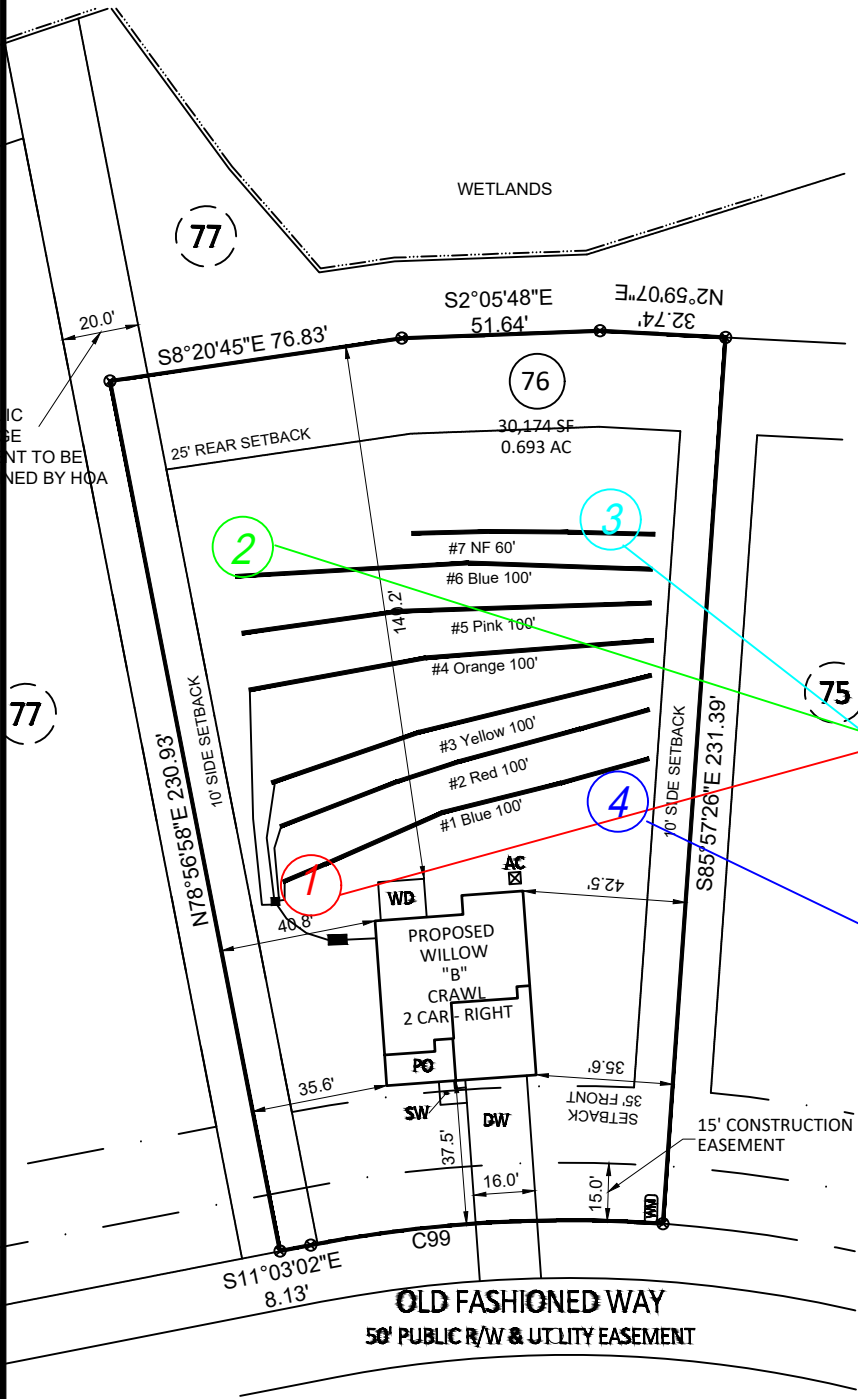 WETLANDS
77
S2°05'48"E
51.64'
N2°59'07"E
32.74'
20.0'
S8°20'45"E 76.83'
76
30,174 SF
0.693 AC
IC
GE
NT TO BE
NED BY HOA
25' REAR SETBACK
2
3
#7 NF 60'
#6 Blue 100'
140.2'
#5 Pink 100'
#4 Orange 100'
77
75
#3 Yellow 100'
#2 Red 100'
#1 Blue 100'
4
N78°56'58"E 230.93'
10' SIDE SETBACK
10' SIDE SETBACK
S85°57'26"E 231.39'
1
AC
WD
42.5'
40.8'
PROPOSED
WILLOW
"B"
CRAWL
2 CAR - RIGHT
PO
35.6'
35.6'
SW
DW
35' FRONT
SETBACK
37.5'
15' CONSTRUCTION
EASEMENT
16.0'
15.0'
WM
C99
S11°03'02"E
8.13'
OLD FASHIONED WAY
50' PUBLIC R/W & UTILITY EASEMENT